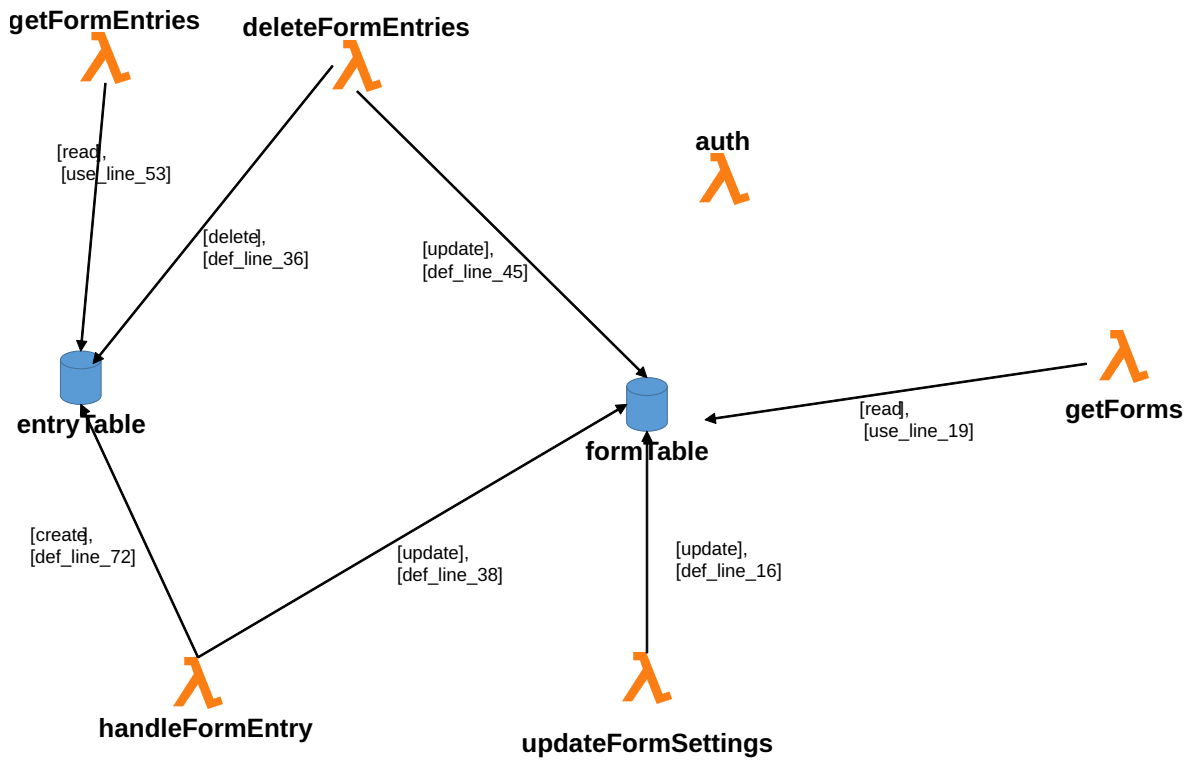 getFormEntries
deleteFormEntries
auth
[read],
[use_line_53]
[delete],
[def_line_36]
[update],
[def_line_45]
entryTable
formTable
[read],
[use_line_19]
getForms
[create],
[def_line_72]
[update],
[def_line_38]
[update],
[def_line_16]
handleFormEntry
updateFormSettings